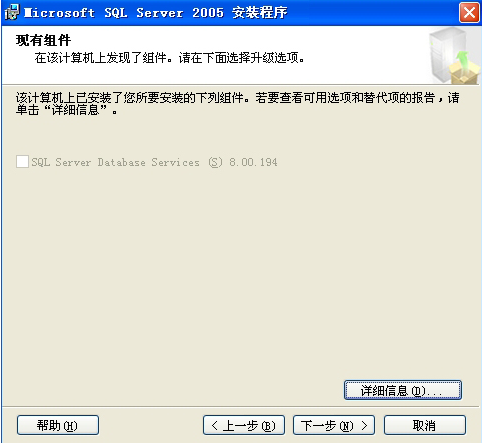 Microsoft SQL Server 2005 安装程序
现有组件
在该计算机上发现了组件。请在下面选择升级选项。
该计算机上已安装了您所要安装的下列组件。若要查看可用选项和替代项的报告，请
单击“详细信息”。
SQL Server Database Services (S) 8.00.194
详细信息(D)...
帮助(H)
< 上一步(B)
下一步(N) >
取消